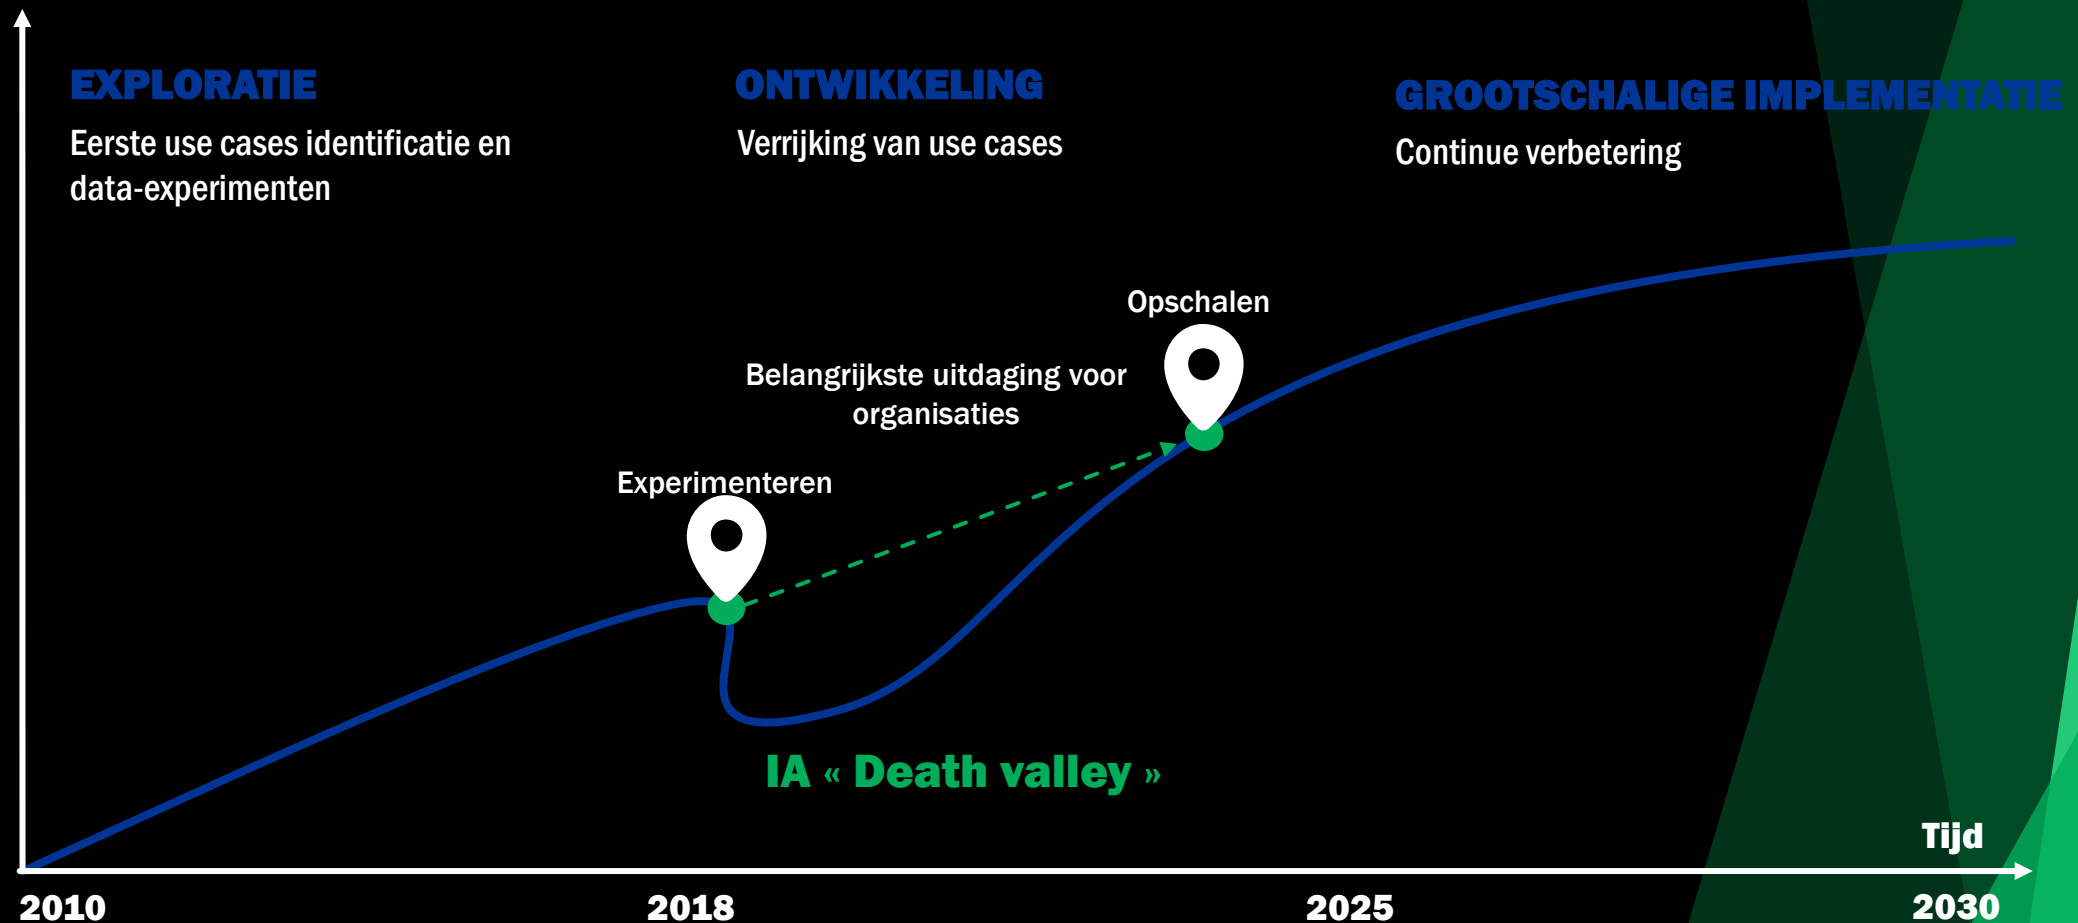 EXPLORATIE
Eerste use cases identificatie en
data-experimenten
ONTWIKKELING
Verrijking van use cases
GROOTSCHALIGE IMPLEMENTATIE
Continue verbetering
Opschalen
Belangrijkste uitdaging voor
organisaties
Experimenteren
IA « Death valley »
Tijd
2010
2018
2025
2030